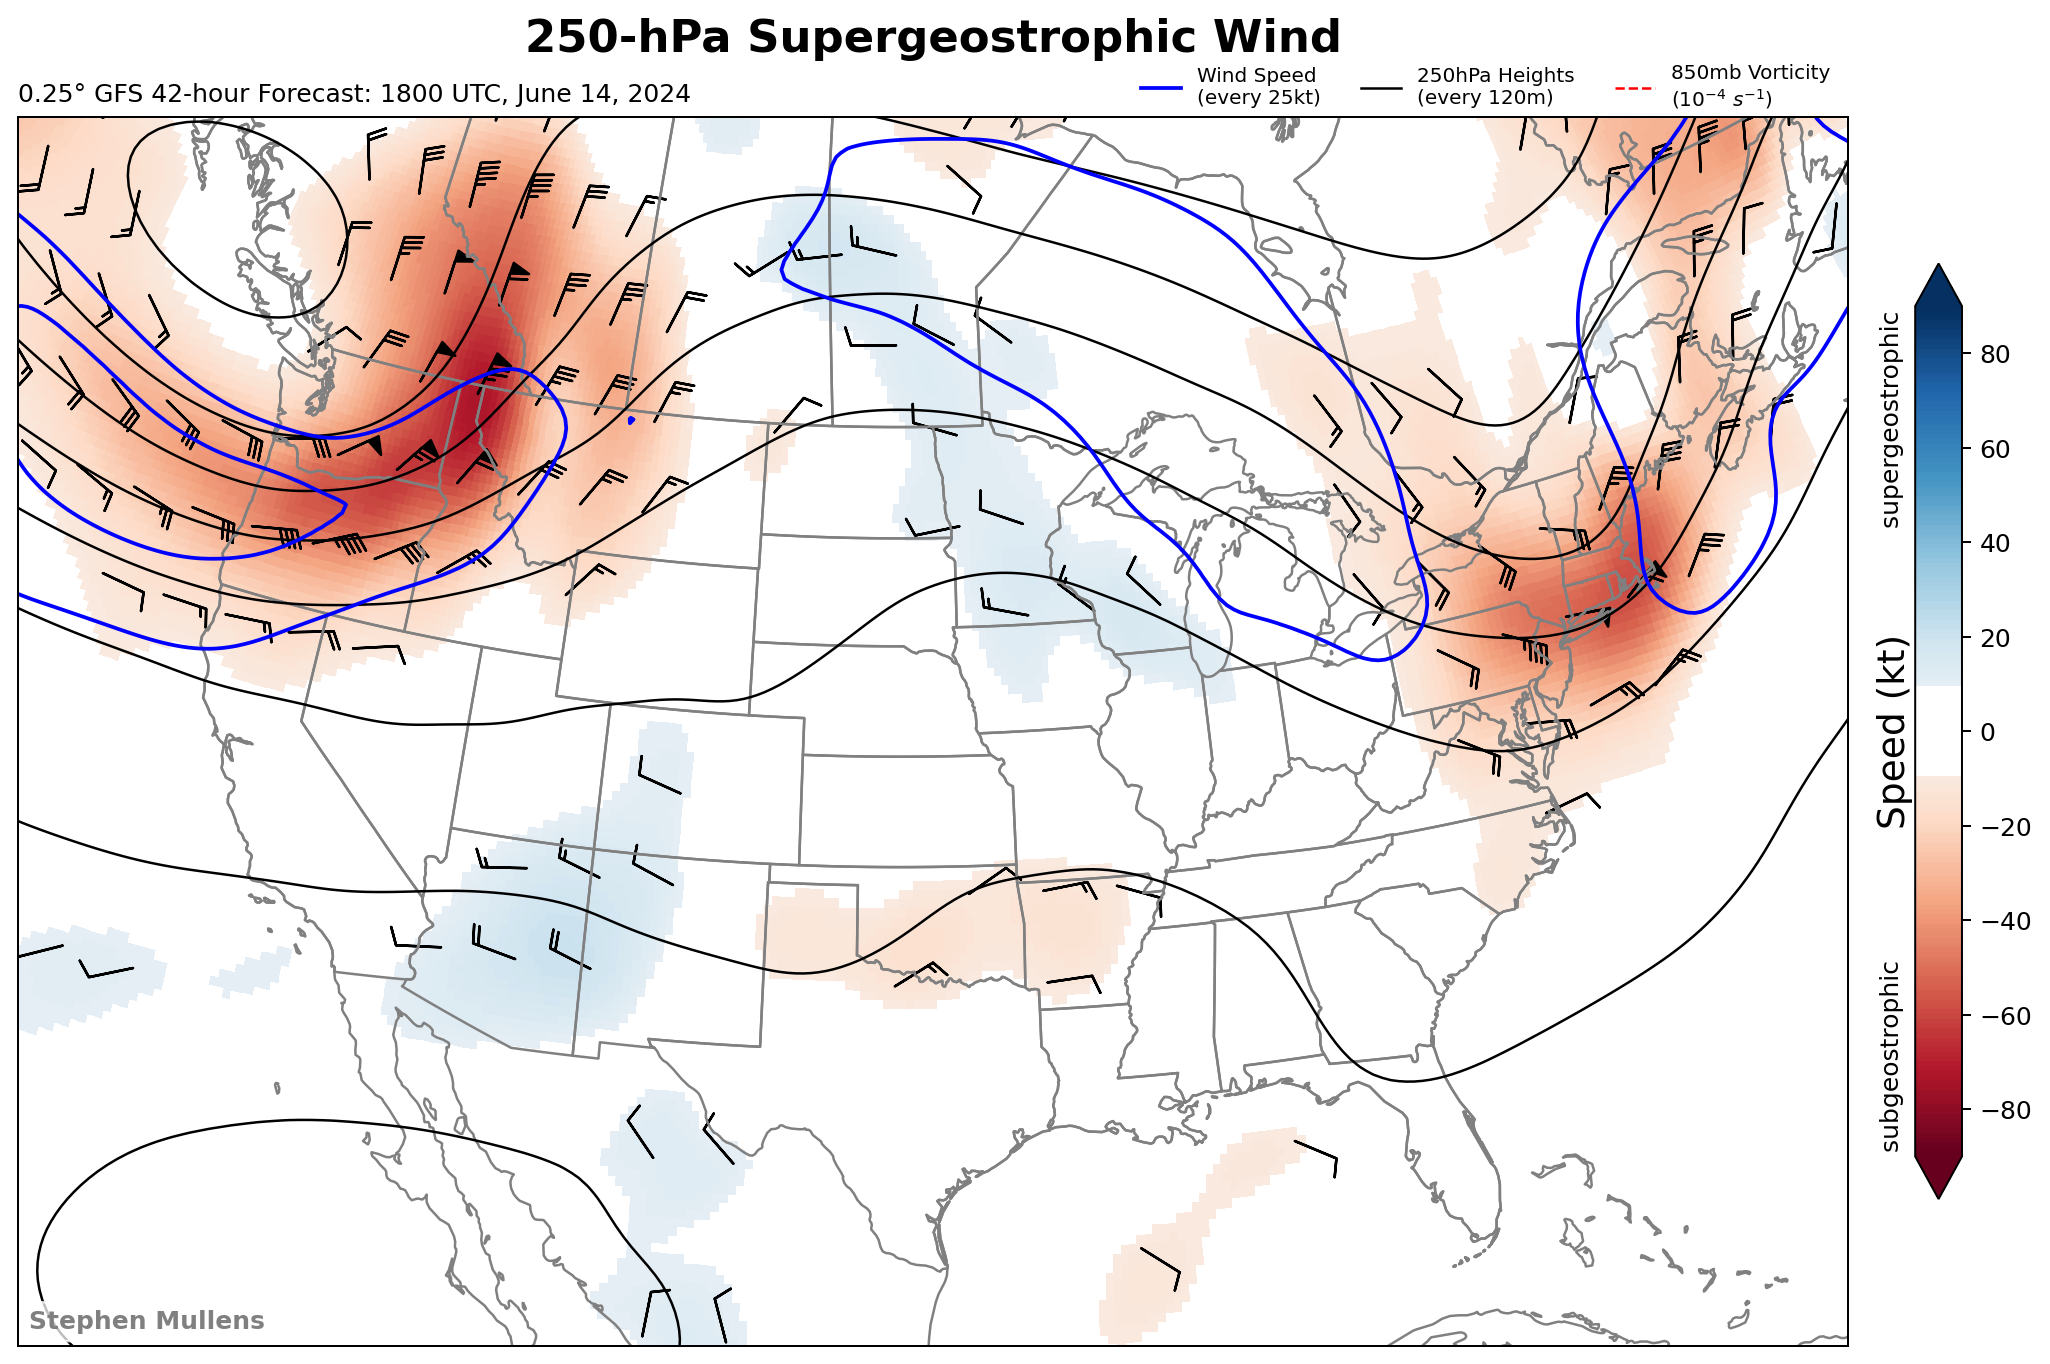 250-hPa Supergeostrophic Wind
0.25° GFS 42-hour Forecast: 1800 UTC, June 14, 2024
Wind Speed
(every 25kt)
250hPa Heights
(every 120m)
850mb Vorticity
(10⁻⁴ s⁻¹)
supergeostrophic
Speed (kt)
subgeostrophic
80
60
40
20
0
−20
−40
−60
−80
Stephen Mullens